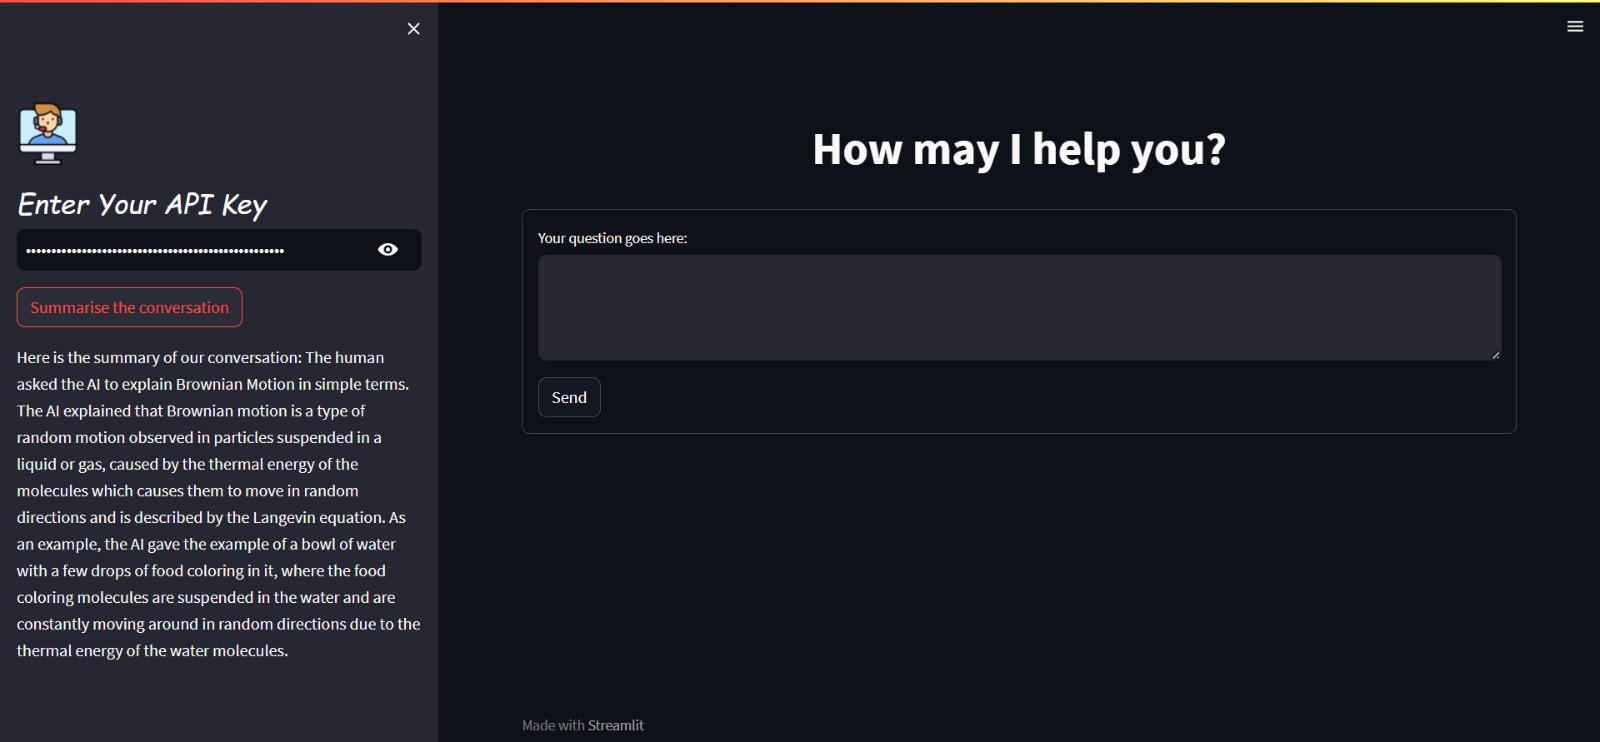 Enter Your API Key
Summarise the conversation
Here is the summary of our conversation: The human
asked the AI to explain Brownian Motion in simple terms.
The AI explained that Brownian motion is a type of
random motion observed in particles suspended in a
liquid or gas, caused by the thermal energy of the
molecules which causes them to move in random
directions and is described by the Langevin equation. As
an example, the AI gave the example of a bowl of water
with a few drops of food coloring in it, where the food
coloring molecules are suspended in the water and are
constantly moving around in random directions due to the
thermal energy of the water molecules.
How may I help you?
Your question goes here:
Send
Made with Streamlit